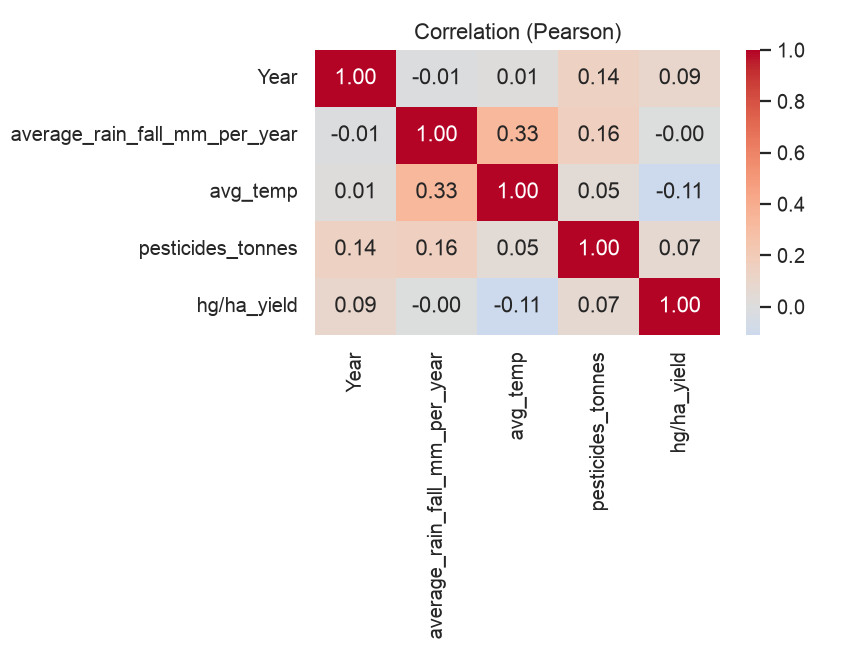 Correlation (Pearson)
Year 1.00 -0.01 0.01 0.14 0.09
average_rain_fall_mm_per_year -0.01 1.00 0.33 0.16 -0.00
avg_temp 0.01 0.33 1.00 0.05 -0.11
pesticides_tonnes 0.14 0.16 0.05 1.00 0.07
hg/ha_yield 0.09 -0.00 -0.11 0.07 1.00
Year
average_rain_fall_mm_per_year
avg_temp
pesticides_tonnes
hg/ha_yield
1.0
0.8
0.6
0.4
0.2
0.0